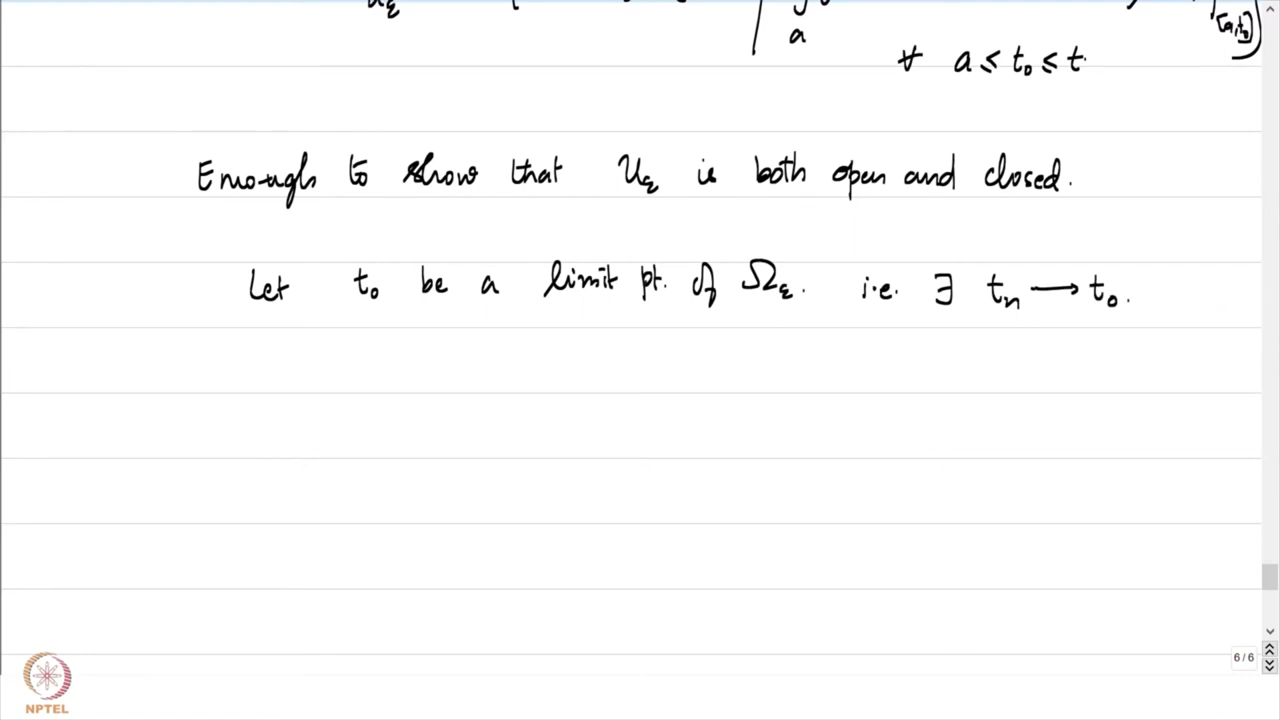 a
[a,t₀]
∀ a ≤ t₀ ≤ t.
Enough to show that U_ε is both open and closed.
Let t₀ be a limit pt. of Ω_ε. i.e. ∃ t_n → t₀.
6 / 6
NPTEL